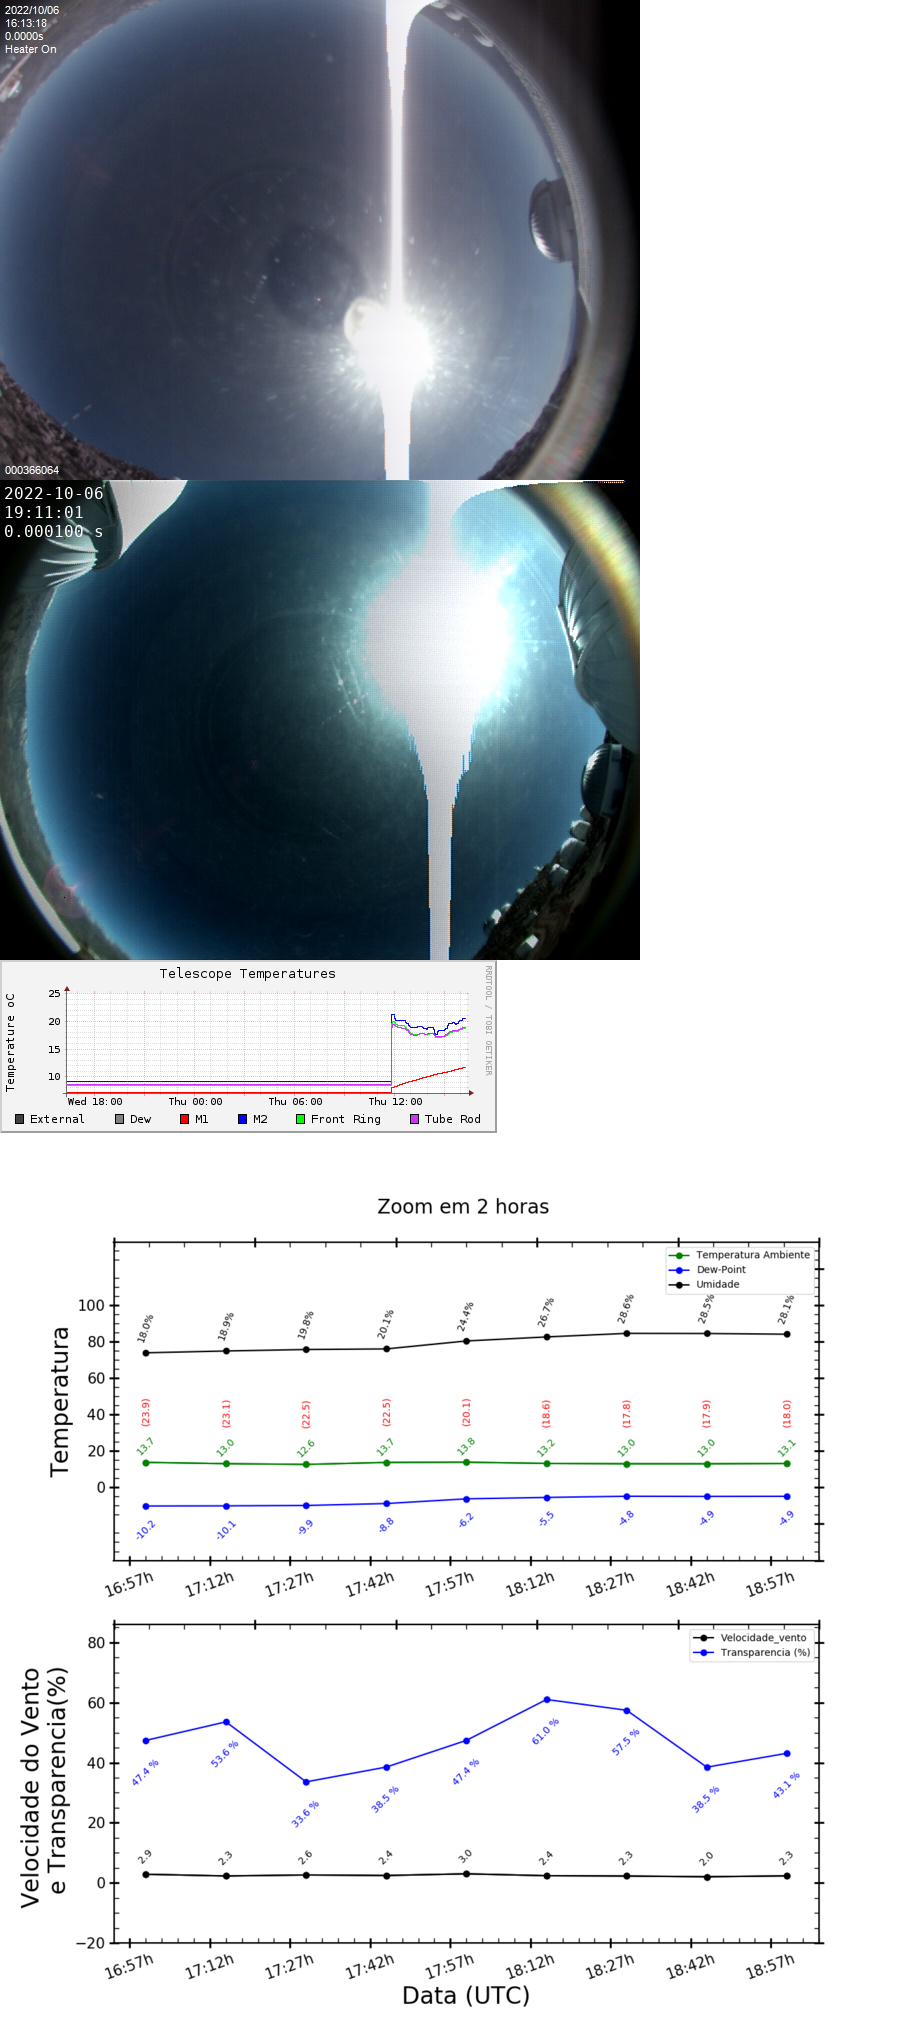 2022/10/06
16:13:18
0.0000s
Heater On
000366064
2022-10-06
19:11:01
0.000100 s
Telescope Temperatures
RRDTOOL / TOBI OETIKER
Temperature oC
25
20
15
10
Wed 18:00 Thu 00:00 Thu 06:00 Thu 12:00
External Dew M1 M2 Front Ring Tube Rod
Zoom em 2 horas
Temperatura
Temperatura Ambiente
Dew-Point
Umidade
100
80
60
40
20
0
18.0% 18.9% 19.8% 20.1% 24.4% 26.7% 28.6% 28.5% 28.1%
(23.9) (23.1) (22.5) (22.5) (20.1) (18.6) (17.8) (17.9) (18.0)
13.7 13.0 12.6 13.7 13.8 13.2 13.0 13.0 13.1
-10.2 -10.1 -9.9 -8.8 -6.2 -5.5 -4.8 -4.9 -4.9
16:57h 17:12h 17:27h 17:42h 17:57h 18:12h 18:27h 18:42h 18:57h
Velocidade do Vento
e Transparencia(%)
Velocidade_vento
Transparencia (%)
80
60
40
20
0
−20
47.4 % 53.6 % 33.6 % 38.5 % 47.4 % 61.0 % 57.5 % 38.5 % 43.1 %
2.9 2.3 2.6 2.4 3.0 2.4 2.3 2.0 2.3
16:57h 17:12h 17:27h 17:42h 17:57h 18:12h 18:27h 18:42h 18:57h
Data (UTC)